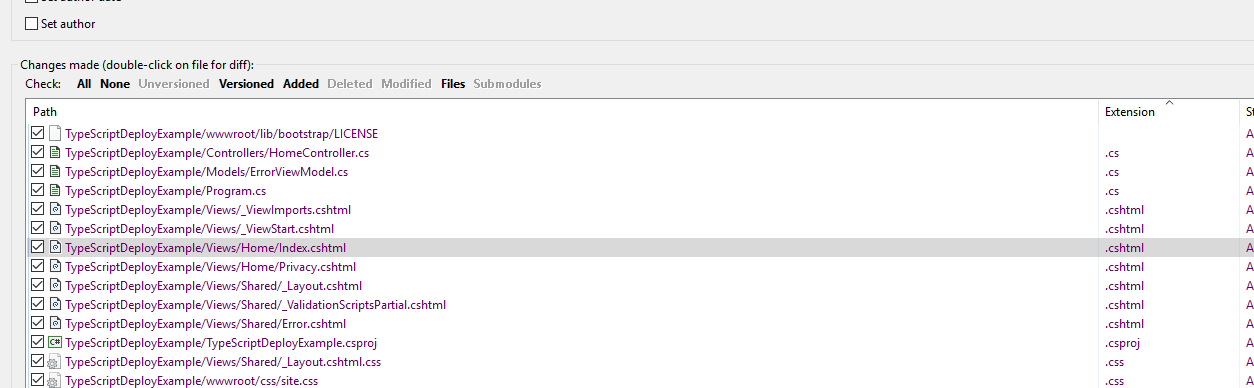 Set author date
Set author
Changes made (double-click on file for diff):
Check: All None Unversioned Versioned Added Deleted Modified Files Submodules
Path Extension
TypeScriptDeployExample/wwwroot/lib/bootstrap/LICENSE A
TypeScriptDeployExample/Controllers/HomeController.cs .cs A
TypeScriptDeployExample/Models/ErrorViewModel.cs .cs A
TypeScriptDeployExample/Program.cs .cs A
TypeScriptDeployExample/Views/_ViewImports.cshtml .cshtml A
TypeScriptDeployExample/Views/_ViewStart.cshtml .cshtml A
TypeScriptDeployExample/Views/Home/Index.cshtml .cshtml A
TypeScriptDeployExample/Views/Home/Privacy.cshtml .cshtml A
TypeScriptDeployExample/Views/Shared/_Layout.cshtml .cshtml A
TypeScriptDeployExample/Views/Shared/_ValidationScriptsPartial.cshtml .cshtml A
TypeScriptDeployExample/Views/Shared/Error.cshtml .cshtml A
C# TypeScriptDeployExample/TypeScriptDeployExample.csproj .csproj A
TypeScriptDeployExample/Views/Shared/_Layout.cshtml.css .css A
TypeScriptDeployExample/wwwroot/css/site.css .css A